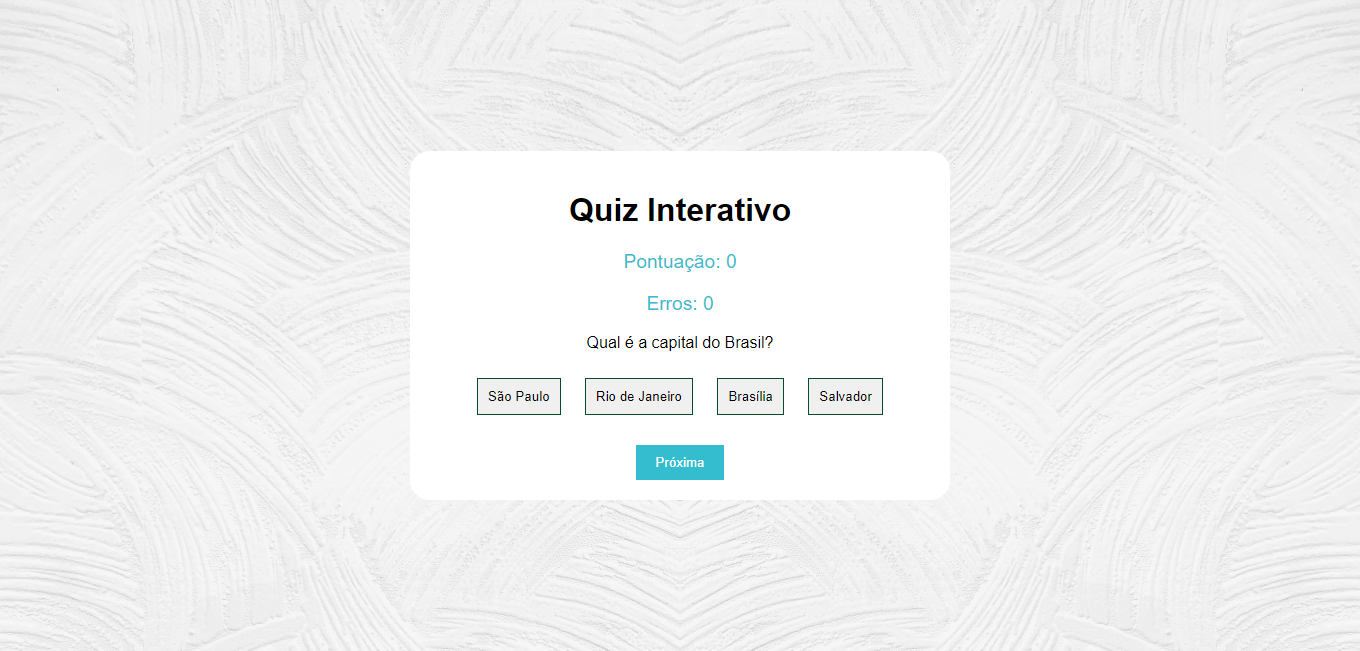 Quiz Interativo
Pontuação: 0
Erros: 0
Qual é a capital do Brasil?
São Paulo Rio de Janeiro Brasília Salvador
Próxima